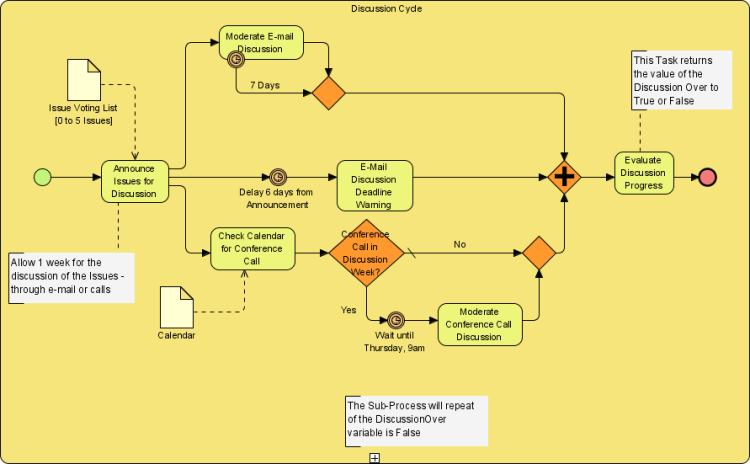 Discussion Cycle
Moderate E-mail
Discussion
7 Days
This Task returns
the value of the
Discussion Over to
True or False
Issue Voting List
[0 to 5 Issues]
Announce
Issues for
Discussion
Delay 6 days from
Announcement
E-Mail
Discussion
Deadline
Warning
Evaluate
Discussion
Progress
Allow 1 week for the
discussion of the Issues -
through e-mail or calls
Check Calendar
for Conference
Call
Conference
Call in
Discussion
Week?
No
Yes
Calendar
Wait until
Thursday, 9am
Moderate
Conference Call
Discussion
The Sub-Process will repeat
of the DiscussionOver
variable is False